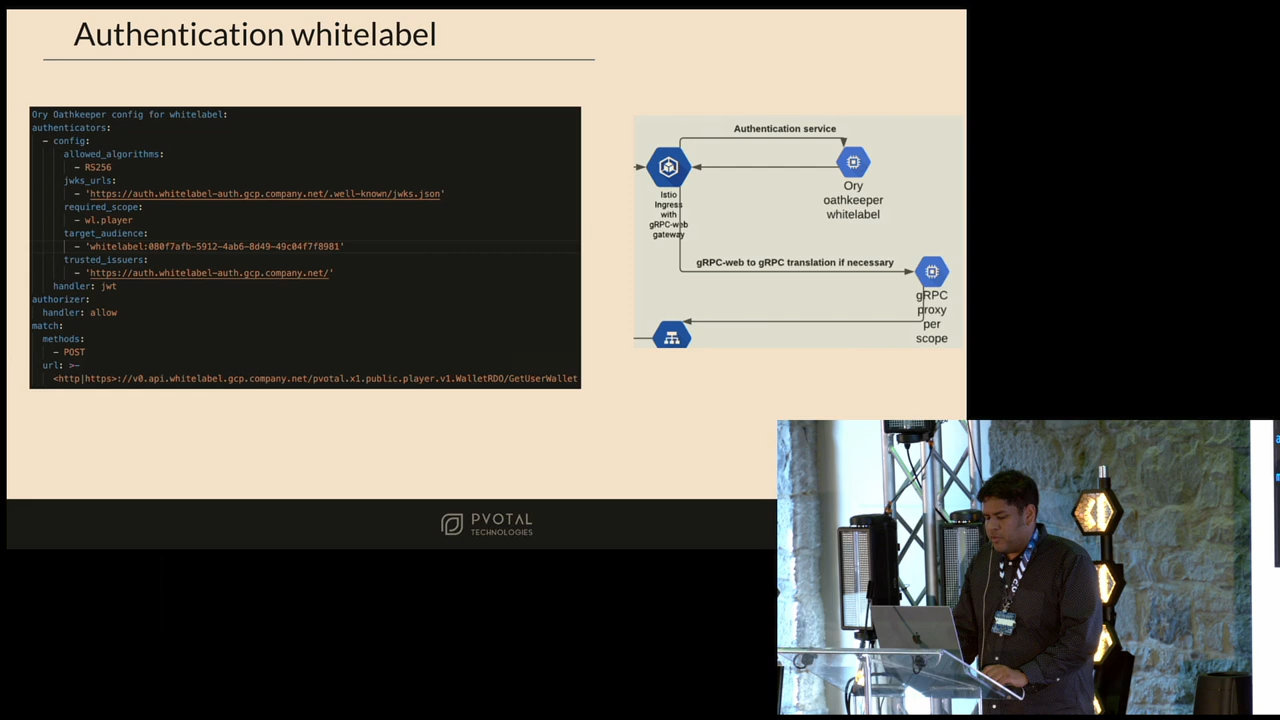 Authentication whitelabel
Ory Oathkeeper config for whitelabel:
authenticators:
- config:
allowed_algorithms:
- RS256
jwks_urls:
- 'https://auth.whitelabel-auth.gcp.company.net/.well-known/jwks.json'
required_scope:
- wl.player
target_audience:
- 'whitelabel:080f7afb-5912-4ab6-8d49-49c04f7f8981'
trusted_issuers:
- 'https://auth.whitelabel-auth.gcp.company.net/'
handler: jwt
authorizer:
handler: allow
match:
methods:
- POST
url: >-
<http|https>://v0.api.whitelabel.gcp.company.net/pvotal.x1.public.player.v1.WalletRDO/GetUserWallet
Authentication service
Istio
Ingress
with
gRPC-web
gateway
Ory
oathkeeper
whitelabel
gRPC-web to gRPC translation if necessary
gRPC
proxy
per
scope
PVOTAL
TECHNOLOGIES